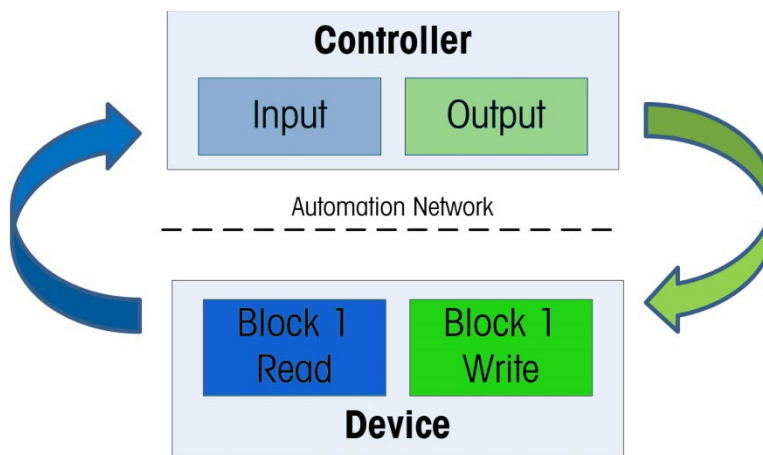 Controller
Input Output
Automation Network
Block 1 Block 1
Read Write
Device